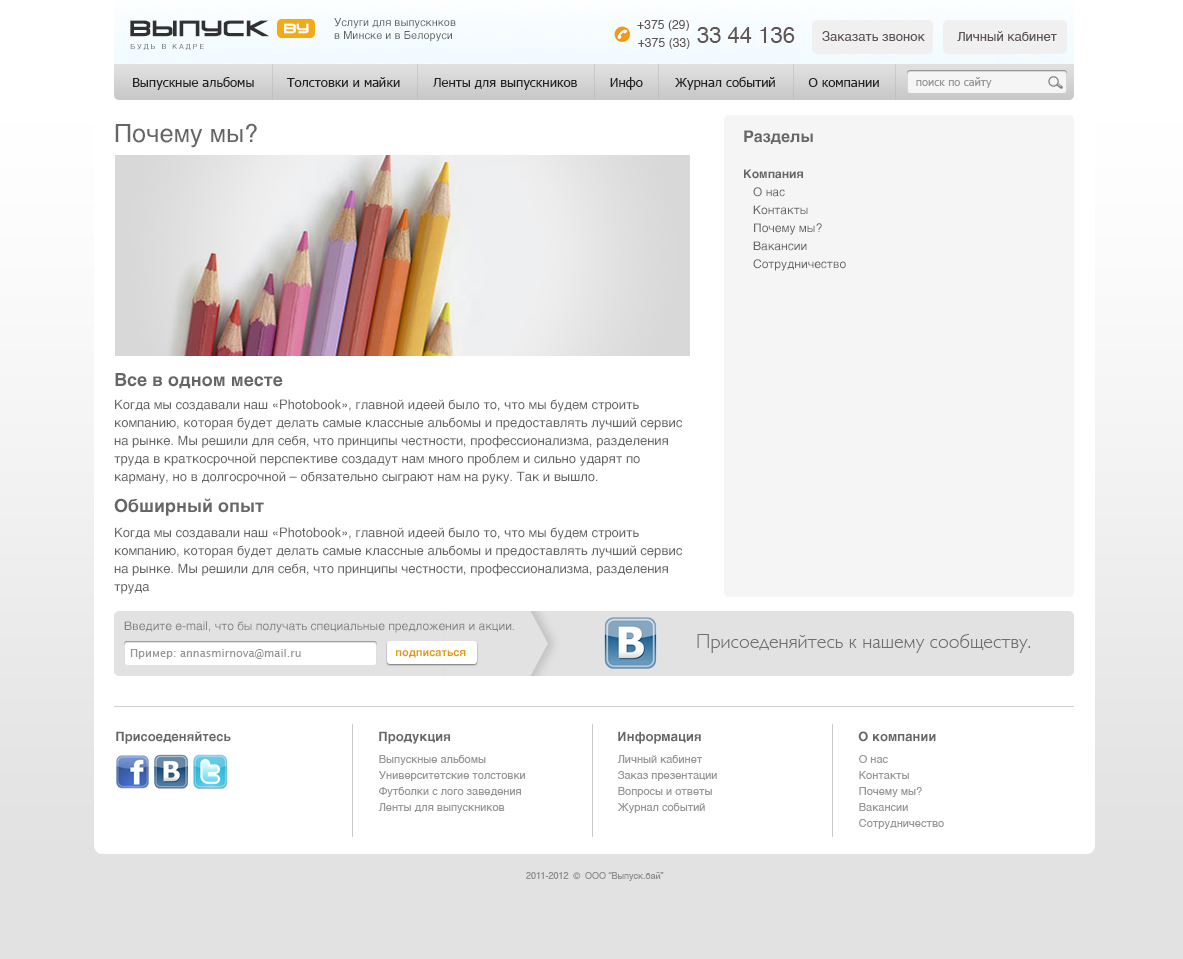 ВЫПУСК BY
БУДЬ В КАДРЕ
Услуги для выпускнков
в Минске и в Белоруси
+375 (29)
+375 (33)
33 44 136
Заказать звонок
Личный кабинет
Выпускные альбомы
Толстовки и майки
Ленты для выпускников
Инфо
Журнал событий
О компании
поиск по сайту
Почему мы?
Все в одном месте
Когда мы создавали наш «Photobook», главной идеей было то, что мы будем строить
компанию, которая будет делать самые классные альбомы и предоставлять лучший сервис
на рынке. Мы решили для себя, что принципы честности, профессионализма, разделения
труда в краткосрочной перспективе создадут нам много проблем и сильно ударят по
карману, но в долгосрочной – обязательно сыграют нам на руку. Так и вышло.
Обширный опыт
Когда мы создавали наш «Photobook», главной идеей было то, что мы будем строить
компанию, которая будет делать самые классные альбомы и предоставлять лучший сервис
на рынке. Мы решили для себя, что принципы честности, профессионализма, разделения
труда
Разделы
Компания
О нас
Контакты
Почему мы?
Вакансии
Сотрудничество
Введите e-mail, что бы получать специальные предложения и акции.
Пример: annasmirnova@mail.ru
подписаться
B
Присоеденяйтесь к нашему сообществу.
Присоеденяйтесь
f
B
t
Продукция
Выпускные альбомы
Университетские толстовки
Футболки с лого заведения
Ленты для выпускников
Информация
Личный кабинет
Заказ презентации
Вопросы и ответы
Журнал событий
О компании
О нас
Контакты
Почему мы?
Вакансии
Сотрудничество
2011-2012 © ООО "Выпуск.бай"